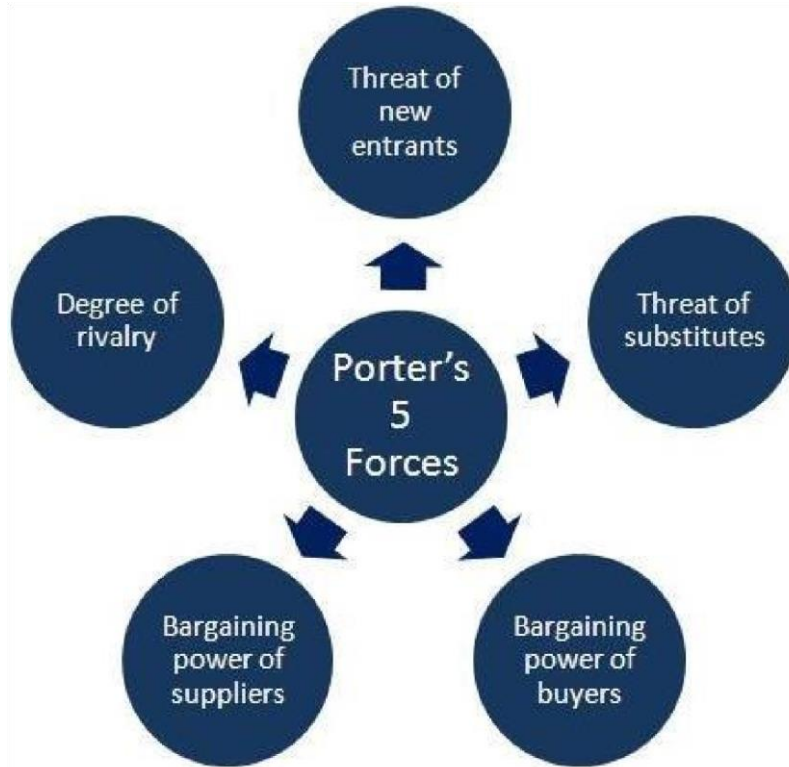 Threat of
new
entrants
Degree of
rivalry
Threat of
substitutes
Porter’s
5
Forces
Bargaining
power of
suppliers
Bargaining
power of
buyers